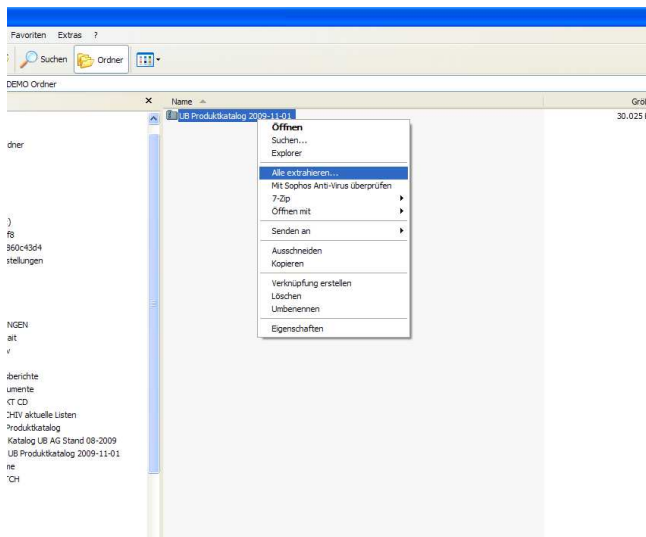 Favoriten Extras ?
Suchen Ordner
DEMO Ordner
Name Größ
UB Produktkatalog 2009-11-01 30.025
Öffnen
Suchen...
Explorer
Alle extrahieren...
Mit Sophos Anti-Virus überprüfen
7-Zip
Öffnen mit
Senden an
Ausschneiden
Kopieren
Verknüpfung erstellen
Löschen
Umbenennen
Eigenschaften
dner
)
f8
360c43d4
stellungen
NGEN
ait
v
sberichte
umente
KT CD
CHIV aktuelle Listen
Produktkatalog
Katalog UB AG Stand 08-2009
UB Produktkatalog 2009-11-01
me
TCH